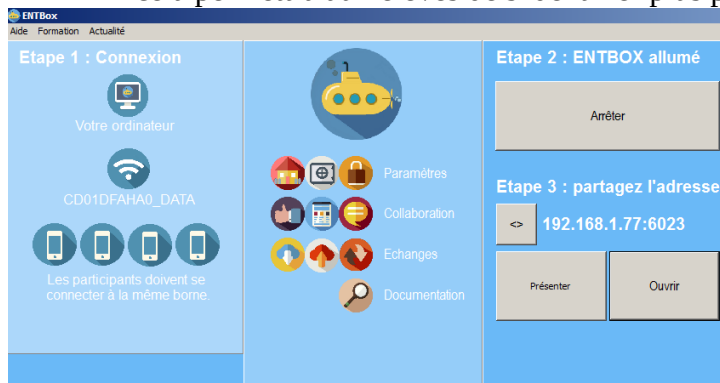 ENTBox
Aide Formation Actualité
Etape 1 : Connexion
Votre ordinateur
CD01DFAHA0_DATA
Les participants doivent se
connecter à la même borne.
Paramétres
Collaboration
Echanges
Documentation
Etape 2 : ENTBOX allumé
Arrêter
Etape 3 : partagez l'adresse
<> 192.168.1.77:6023
Présenter Ouvrir